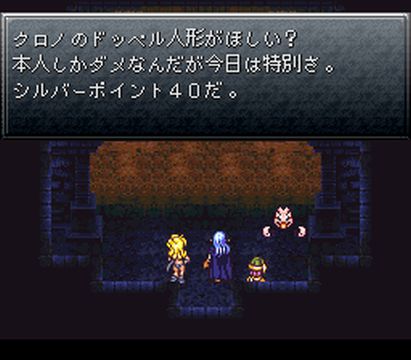 クロノのドッペル人形がほしい？
本人しかダメなんだが今日は特別さ。
シルバーポイント４０だ。